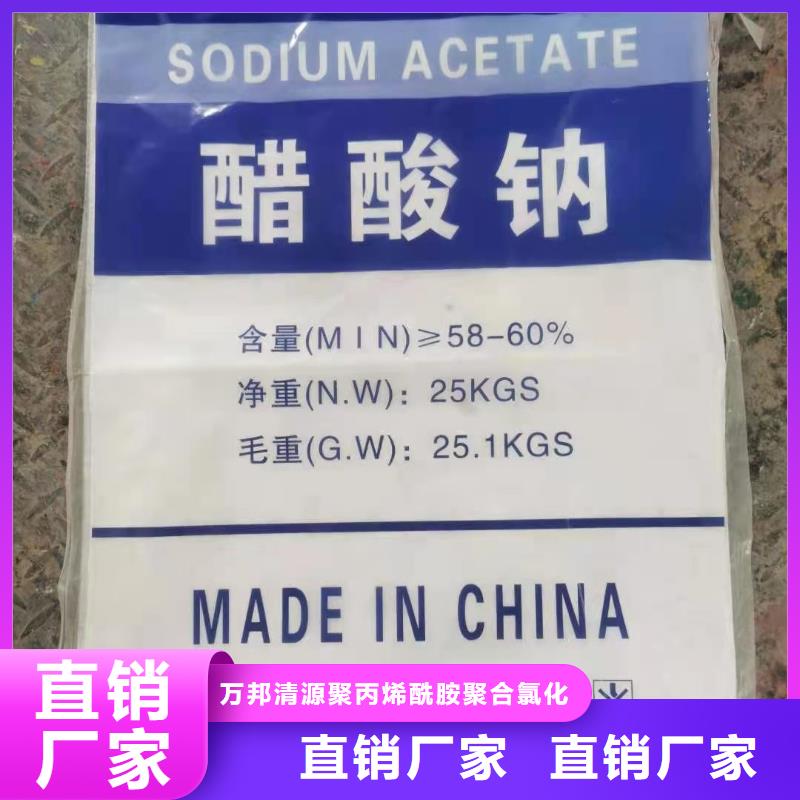 SODIUM ACETATE
醋酸钠
含量(MIN)≥58-60%
净重(N.W): 25KGS
毛重(G.W): 25.1KGS
MADE IN CHINA
直销
厂家
万邦清源聚丙烯酰胺聚合氯化
直销厂家 直销厂家